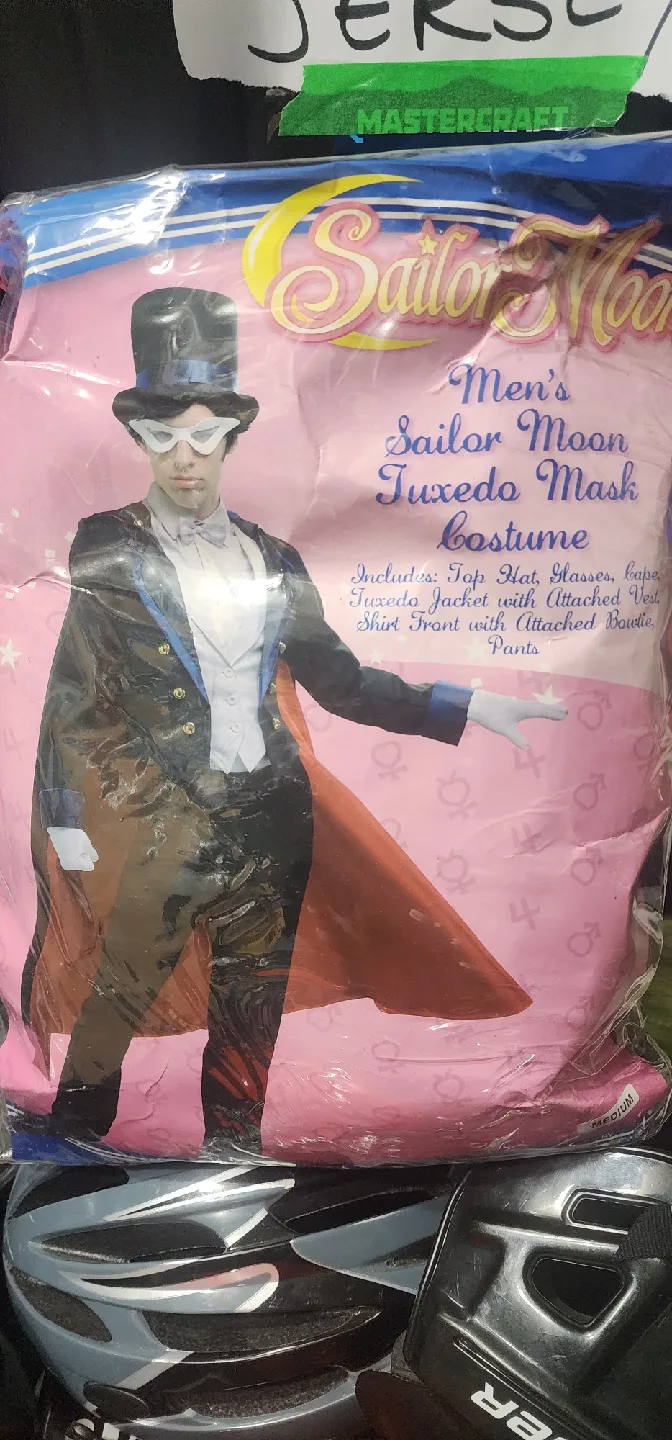 JERSEY
MASTERCRAFT
Sailor Moon
Men's
Sailor Moon
Tuxedo Mask
Costume
Includes: Top Hat, Glasses, Cape,
Tuxedo Jacket with Attached Vest,
Shirt Front with Attached Bowtie,
Pants
MEDIUM